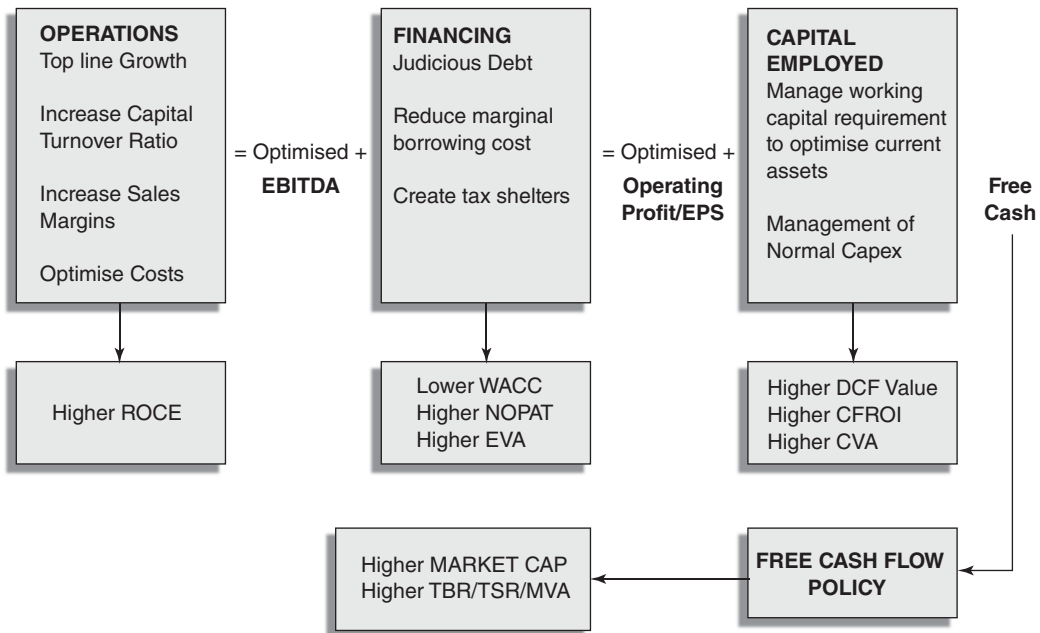 OPERATIONS
Top line Growth
Increase Capital
Turnover Ratio
Increase Sales
Margins
Optimise Costs
= Optimised +
EBITDA
FINANCING
Judicious Debt
Reduce marginal
borrowing cost
Create tax shelters
= Optimised +
Operating
Profit/EPS
CAPITAL
EMPLOYED
Manage working
capital requirement
to optimise current
assets
Management of
Normal Capex
Free
Cash
Higher ROCE
Lower WACC
Higher NOPAT
Higher EVA
Higher DCF Value
Higher CFROI
Higher CVA
Higher MARKET CAP
Higher TBR/TSR/MVA
FREE CASH FLOW
POLICY